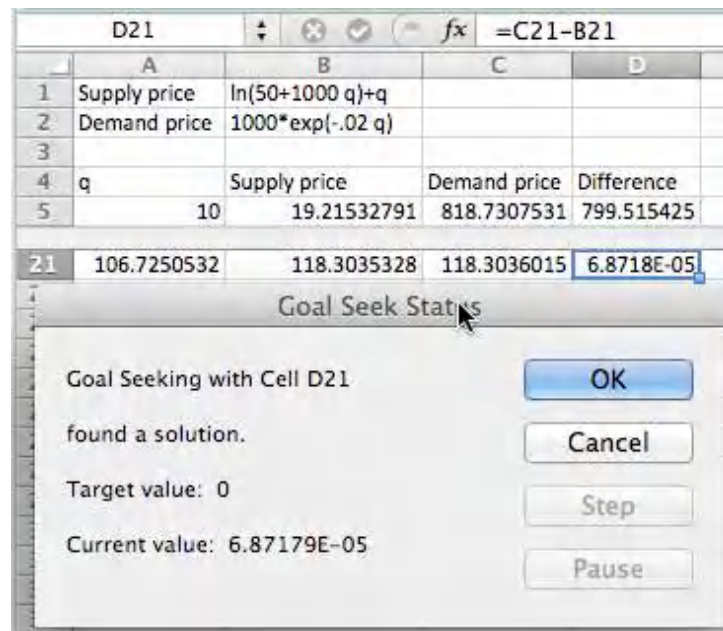 D21 fx =C21-B21
A B C D
1 Supply price ln(50+1000 q)+q
2 Demand price 1000*exp(-.02 q)
3
4 q Supply price Demand price Difference
5 10 19.21532791 818.7307531 799.515425
21 106.7250532 118.3035328 118.3036015 6.8718E-05
Goal Seek Status
Goal Seeking with Cell D21
found a solution.
Target value: 0
Current value: 6.87179E-05
OK
Cancel
Step
Pause